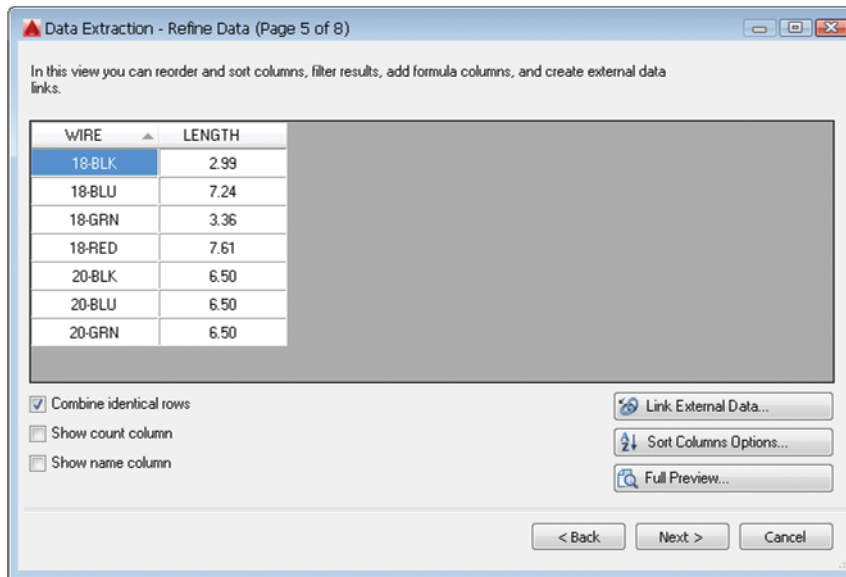 Data Extraction - Refine Data (Page 5 of 8)
In this view you can reorder and sort columns, filter results, add formula columns, and create external data
links.
WIRE LENGTH
18-BLK 2.99
18-BLU 7.24
18-GRN 3.36
18-RED 7.61
20-BLK 6.50
20-BLU 6.50
20-GRN 6.50
Combine identical rows
Show count column
Show name column
Link External Data...
Sort Columns Options...
Full Preview...
< Back Next > Cancel